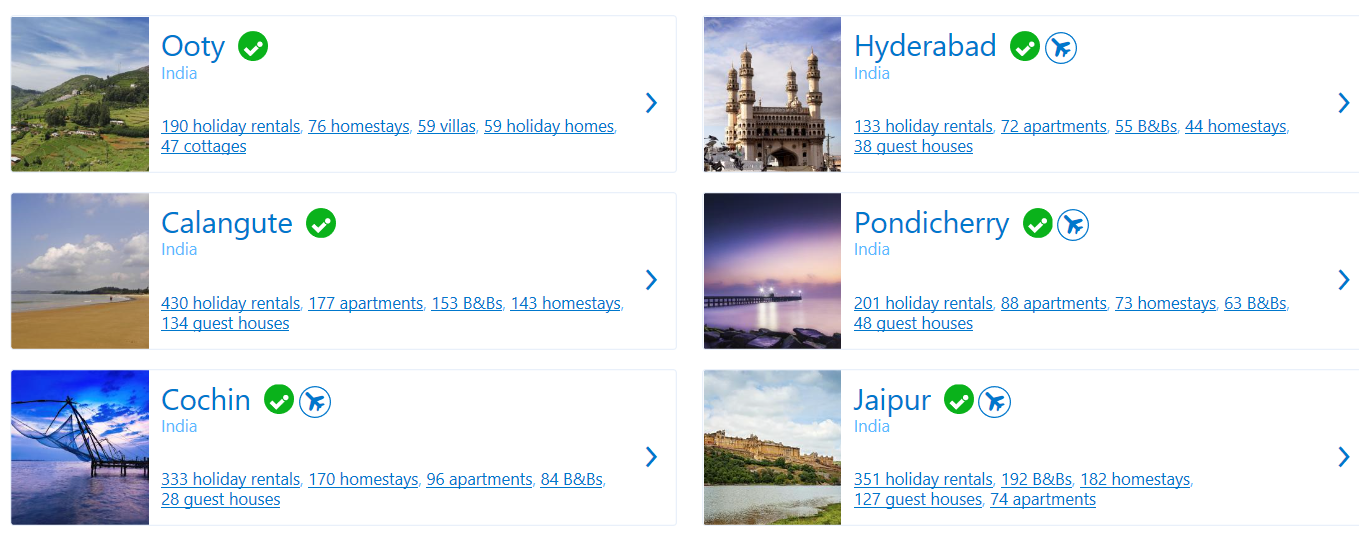 Ooty
India
190 holiday rentals, 76 homestays, 59 villas, 59 holiday homes,
47 cottages
Hyderabad
India
133 holiday rentals, 72 apartments, 55 B&Bs, 44 homestays,
38 guest houses
Calangute
India
430 holiday rentals, 177 apartments, 153 B&Bs, 143 homestays,
134 guest houses
Pondicherry
India
201 holiday rentals, 88 apartments, 73 homestays, 63 B&Bs,
48 guest houses
Cochin
India
333 holiday rentals, 170 homestays, 96 apartments, 84 B&Bs,
28 guest houses
Jaipur
India
351 holiday rentals, 192 B&Bs, 182 homestays,
127 guest houses, 74 apartments